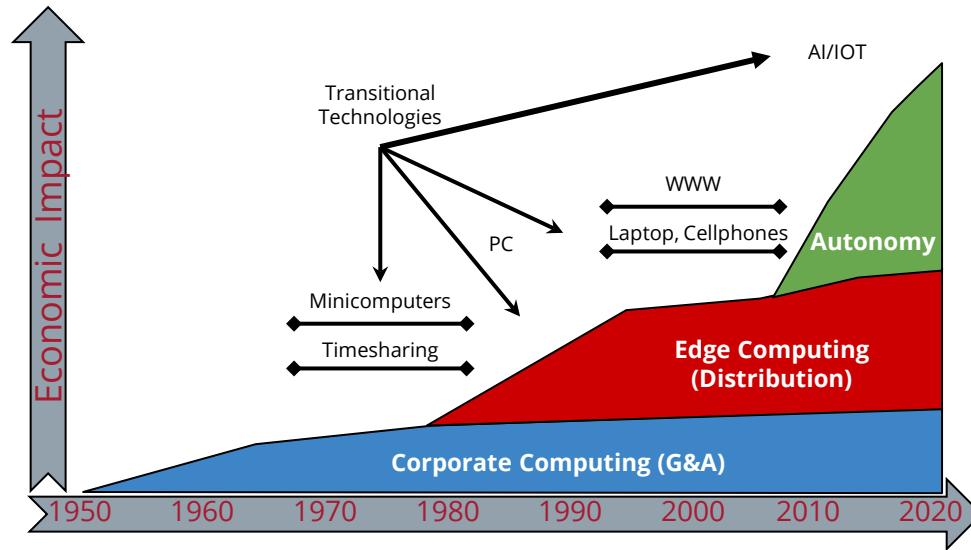 AI/IOT
Transitional
Technologies
WWW
PC
Laptop, Cellphones
Autonomy
Minicomputers
Timesharing
Edge Computing
(Distribution)
Corporate Computing (G&A)
Economic Impact
1950 1960 1970 1980 1990 2000 2010 2020